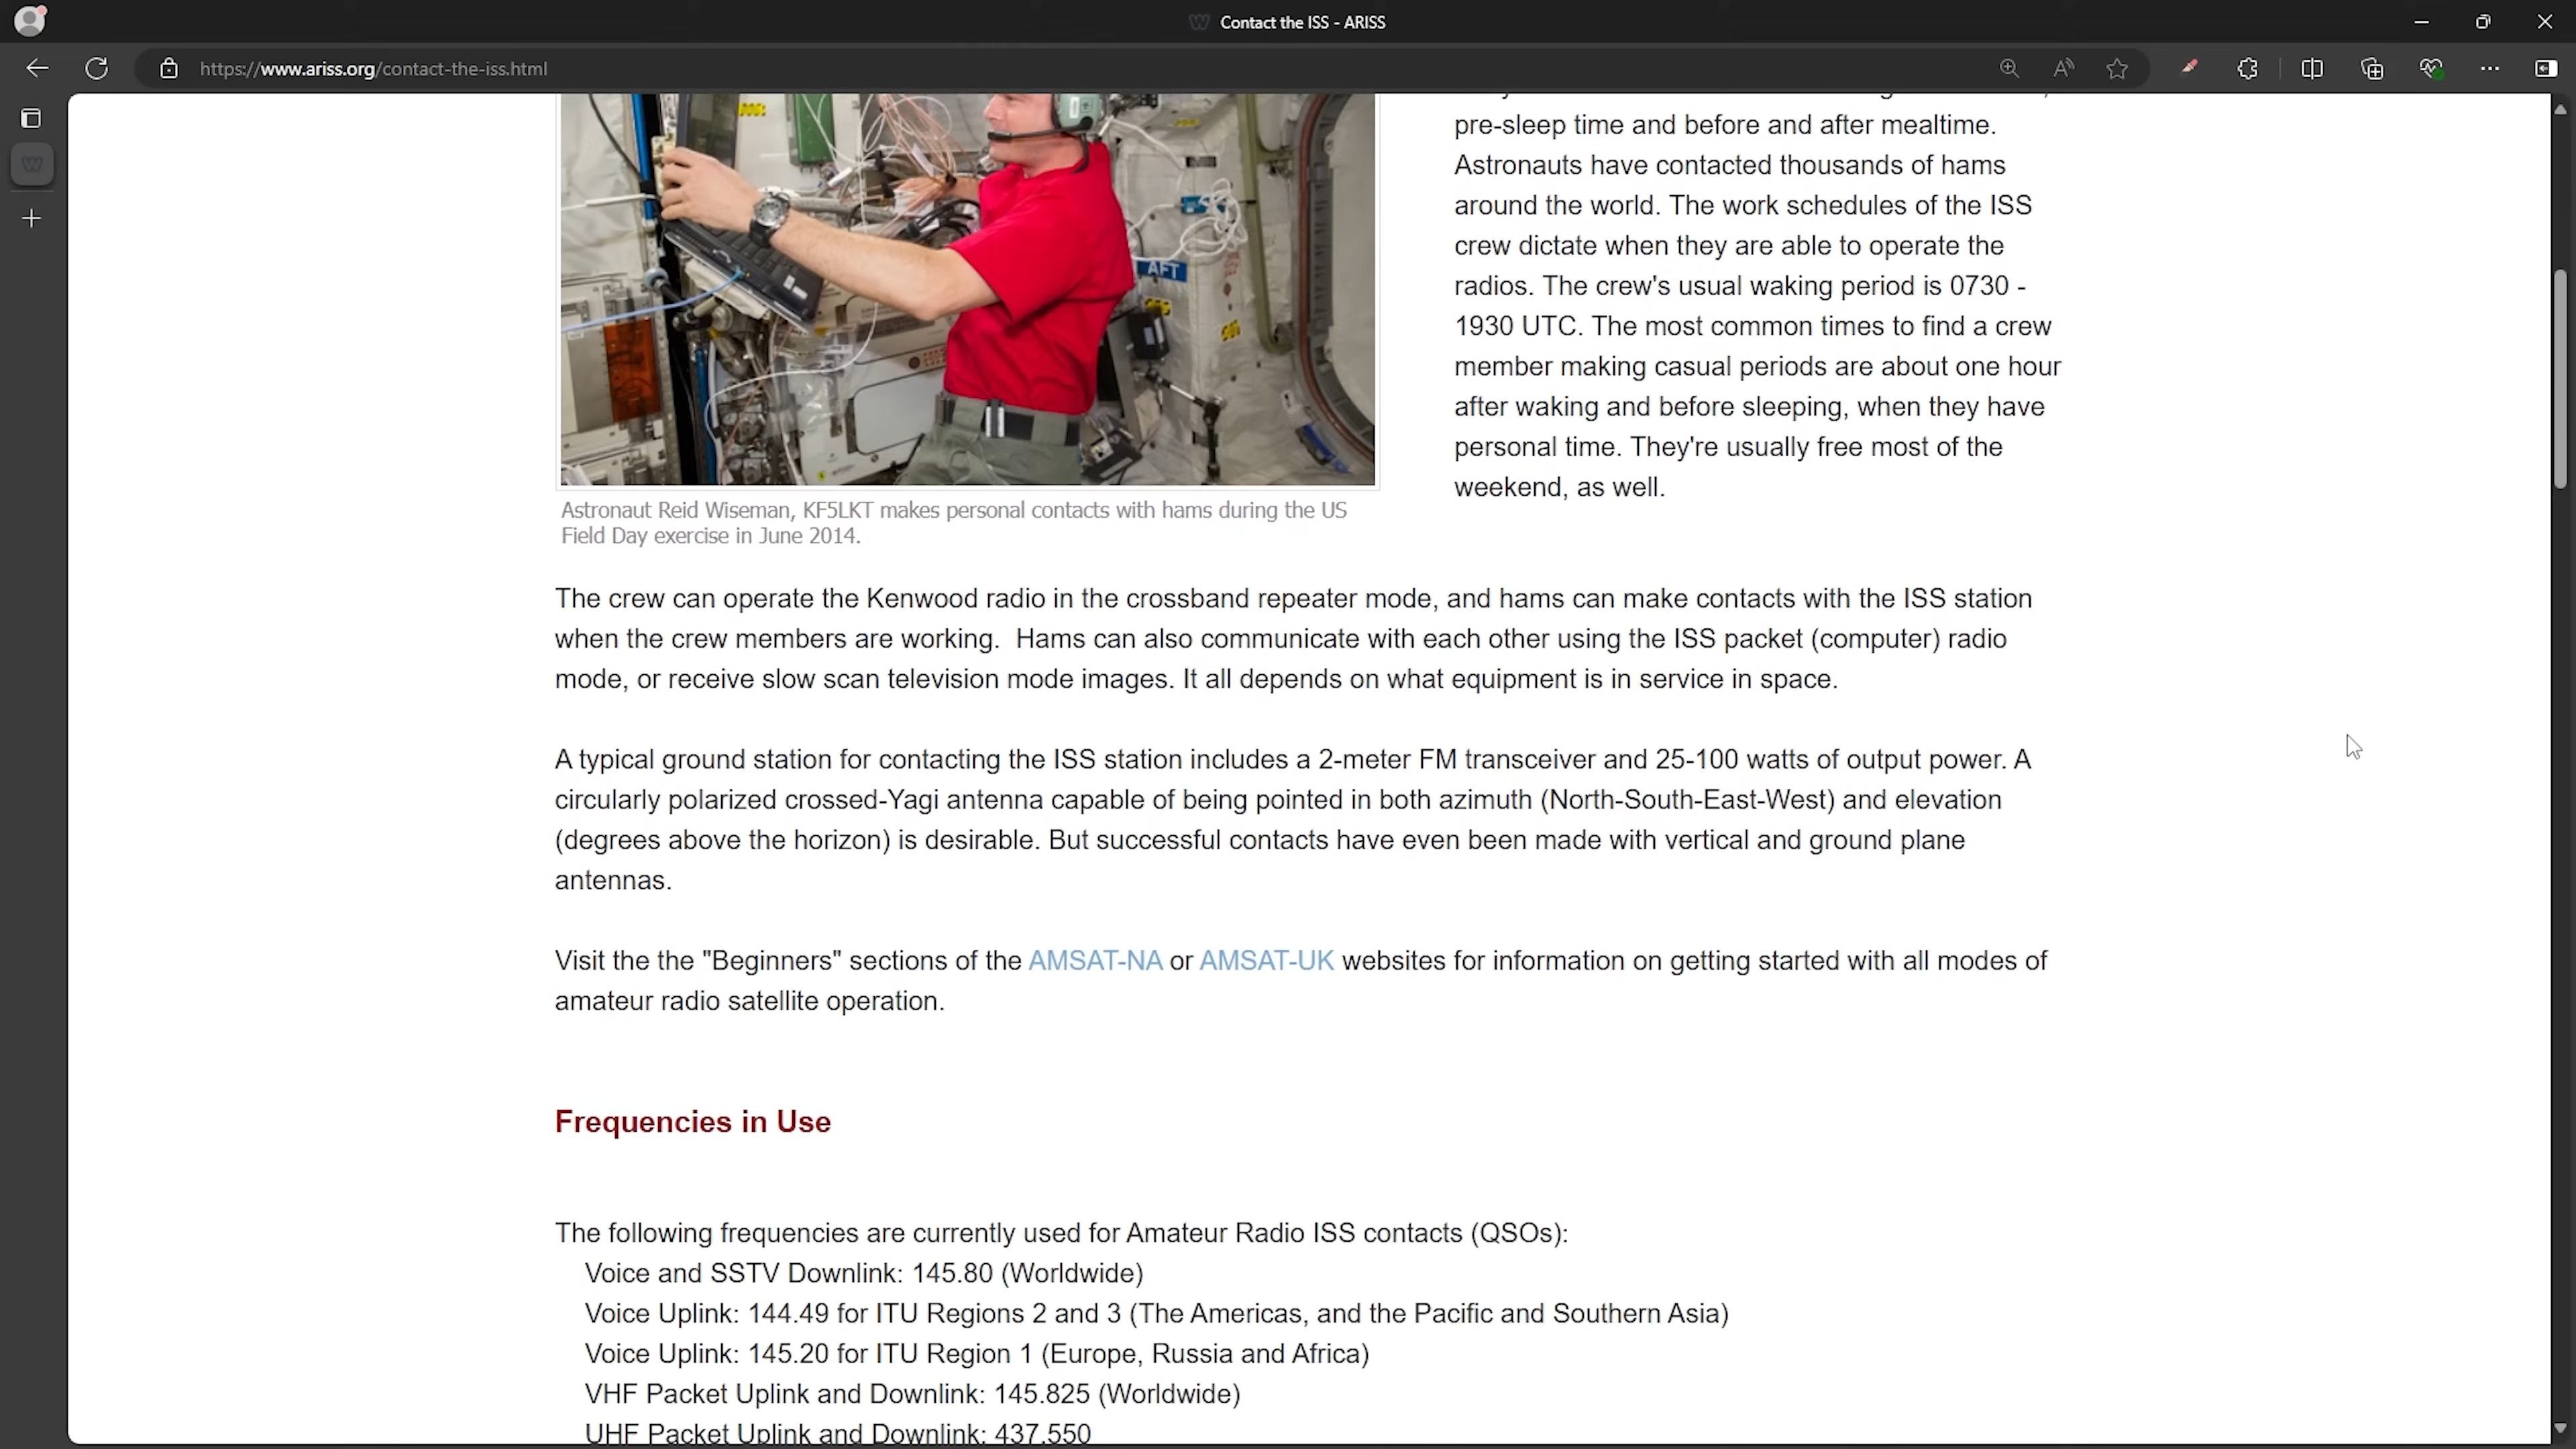 Contact the ISS - ARISS
https://www.ariss.org/contact-the-iss.html
pre-sleep time and before and after mealtime.
Astronauts have contacted thousands of hams
around the world. The work schedules of the ISS
crew dictate when they are able to operate the
radios. The crew's usual waking period is 0730 -
1930 UTC. The most common times to find a crew
member making casual periods are about one hour
after waking and before sleeping, when they have
personal time. They're usually free most of the
weekend, as well.
AFT
Astronaut Reid Wiseman, KF5LKT makes personal contacts with hams during the US
Field Day exercise in June 2014.
The crew can operate the Kenwood radio in the crossband repeater mode, and hams can make contacts with the ISS station
when the crew members are working.  Hams can also communicate with each other using the ISS packet (computer) radio
mode, or receive slow scan television mode images. It all depends on what equipment is in service in space.
A typical ground station for contacting the ISS station includes a 2-meter FM transceiver and 25-100 watts of output power. A
circularly polarized crossed-Yagi antenna capable of being pointed in both azimuth (North-South-East-West) and elevation
(degrees above the horizon) is desirable. But successful contacts have even been made with vertical and ground plane
antennas.
Visit the the "Beginners" sections of the AMSAT-NA or AMSAT-UK websites for information on getting started with all modes of
amateur radio satellite operation.
Frequencies in Use
The following frequencies are currently used for Amateur Radio ISS contacts (QSOs):
Voice and SSTV Downlink: 145.80 (Worldwide)
Voice Uplink: 144.49 for ITU Regions 2 and 3 (The Americas, and the Pacific and Southern Asia)
Voice Uplink: 145.20 for ITU Region 1 (Europe, Russia and Africa)
VHF Packet Uplink and Downlink: 145.825 (Worldwide)
UHF Packet Uplink and Downlink: 437.550